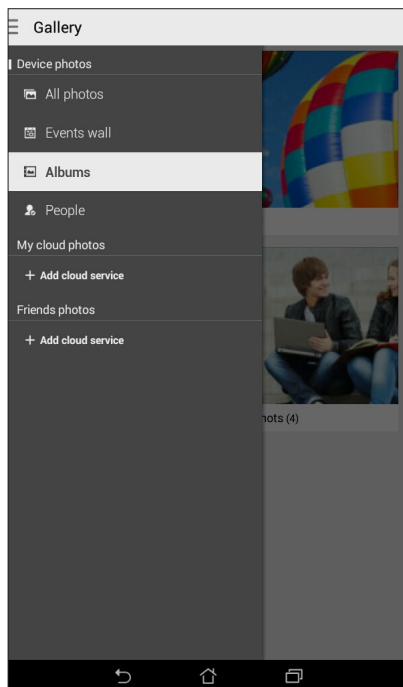 Gallery
Device photos
All photos
Events wall
Albums
People
My cloud photos
+ Add cloud service
Friends photos
+ Add cloud service
hots (4)